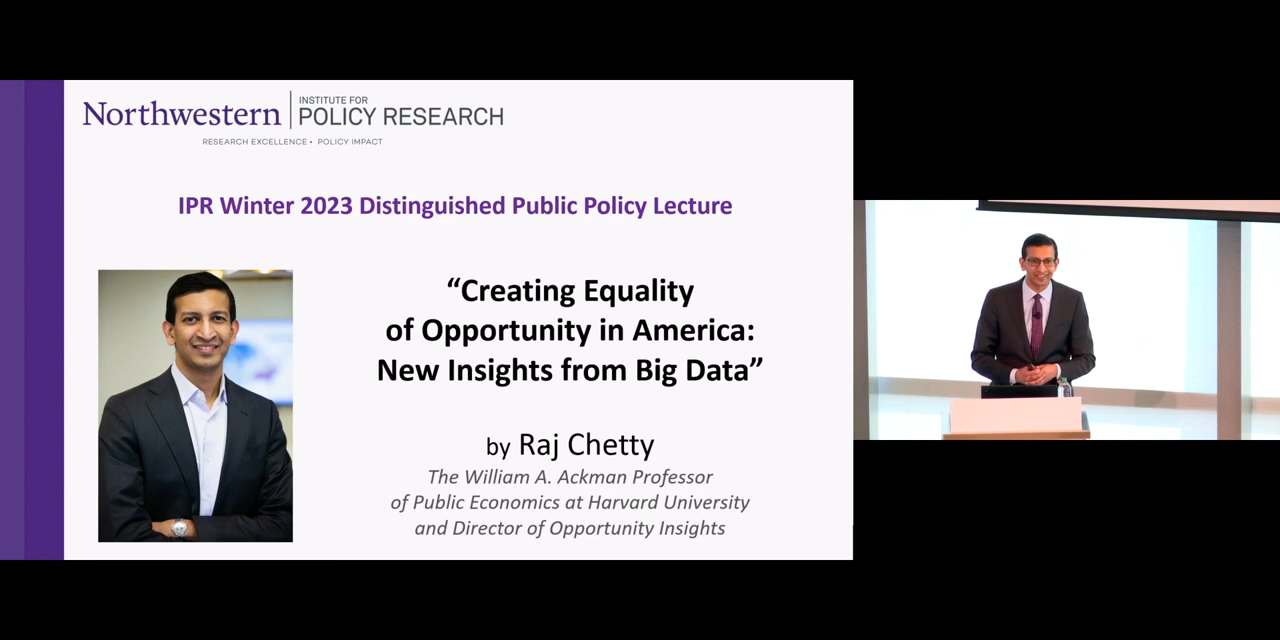 Northwestern
INSTITUTE FOR
POLICY RESEARCH
RESEARCH EXCELLENCE • POLICY IMPACT
IPR Winter 2023 Distinguished Public Policy Lecture
“Creating Equality
of Opportunity in America:
New Insights from Big Data”
by Raj Chetty
The William A. Ackman Professor
of Public Economics at Harvard University
and Director of Opportunity Insights